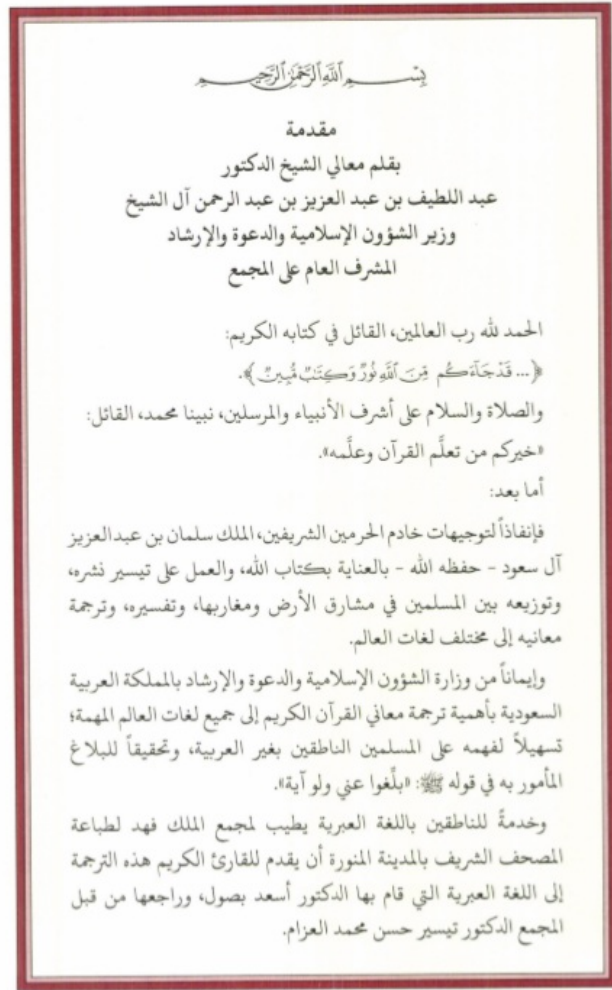 بِسْمِ اللَّهِ الرَّحْمَٰنِ الرَّحِيمِ
مقدمة
بقلم معالي الشيخ الدكتور
عبد اللطيف بن عبد العزيز بن عبد الرحمن آل الشيخ
وزير الشؤون الإسلامية والدعوة والإرشاد
المشرف العام على المجمع
الحمد لله رب العالمين، القائل في كتابه الكريم:
﴿... قَدْ جَاءَكُم مِّنَ اللَّهِ نُورٌ وَكِتَابٌ مُّبِينٌ﴾.
والصلاة والسلام على أشرف الأنبياء والمرسلين، نبينا محمد، القائل:
«خيركم من تعلَّم القرآن وعلَّمه».
أما بعد:
فإنفاذاً لتوجيهات خادم الحرمين الشريفين، الملك سلمان بن عبدالعزيز
آل سعود - حفظه الله - بالعناية بكتاب الله، والعمل على تيسير نشره،
وتوزيعه بين المسلمين في مشارق الأرض ومغاربها، وتفسيره، وترجمة
معانيه إلى مختلف لغات العالم.
وإيماناً من وزارة الشؤون الإسلامية والدعوة والإرشاد بالمملكة العربية
السعودية بأهمية ترجمة معاني القرآن الكريم إلى جميع لغات العالم المهمة؛
تسهيلاً لفهمه على المسلمين الناطقين بغير العربية، وتحقيقاً للبلاغ
المأمور به في قوله ﷺ: «بلِّغوا عني ولو آية».
وخدمةً للناطقين باللغة العبرية يطيب لمجمع الملك فهد لطباعة
المصحف الشريف بالمدينة المنورة أن يقدم للقارئ الكريم هذه الترجمة
إلى اللغة العبرية التي قام بها الدكتور أسعد بصول، وراجعها من قبل
المجمع الدكتور تيسير حسن محمد العزام.